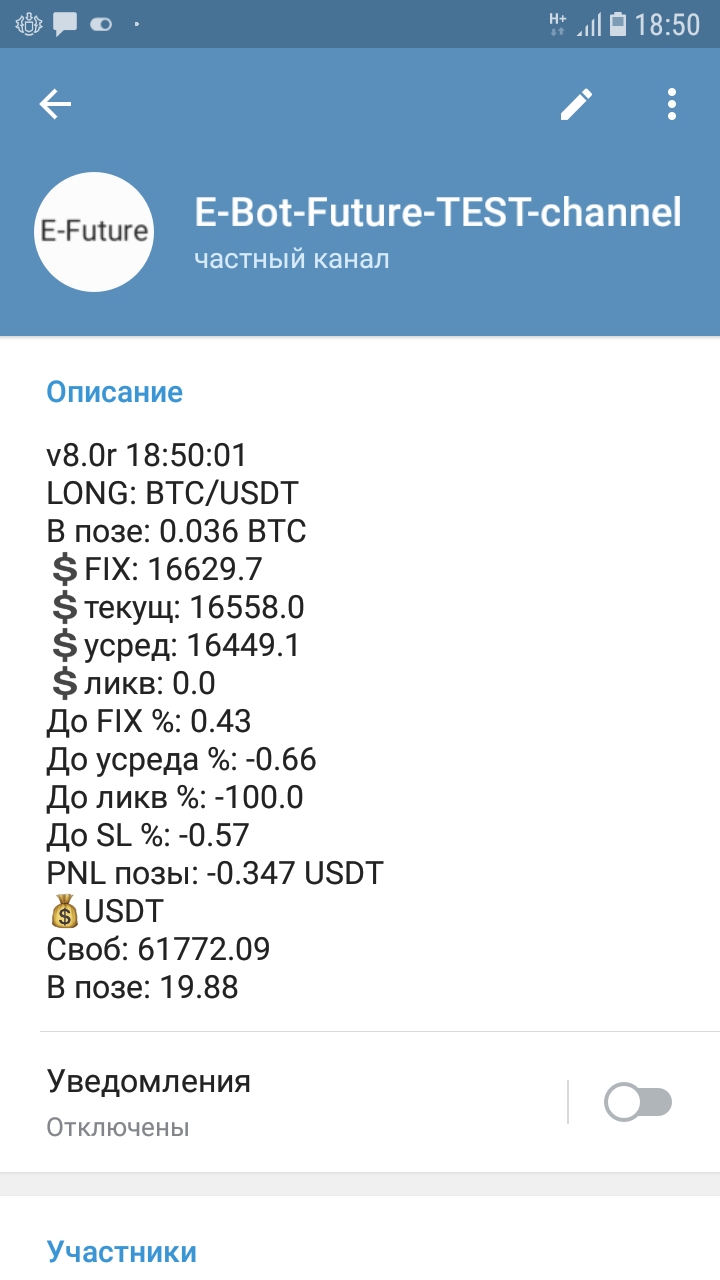 H+ 18:50
E-Future
E-Bot-Future-TEST-channel
частный канал
Описание
v8.0r 18:50:01
LONG: BTC/USDT
В позе: 0.036 BTC
💲FIX: 16629.7
💲текущ: 16558.0
💲усред: 16449.1
💲ликв: 0.0
До FIX %: 0.43
До усреда %: -0.66
До ликв %: -100.0
До SL %: -0.57
PNL позы: -0.347 USDT
💰USDT
Своб: 61772.09
В позе: 19.88
Уведомления
Отключены
Участники